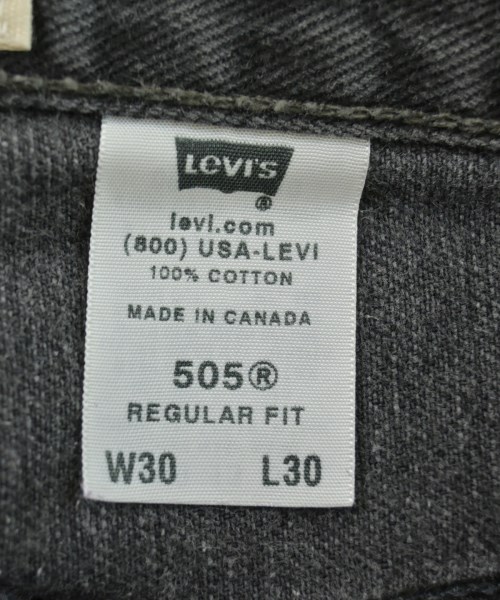 LEVI'S
®
levi.com
(800) USA-LEVI
100% COTTON
MADE IN CANADA
505®
REGULAR FIT
W30 L30